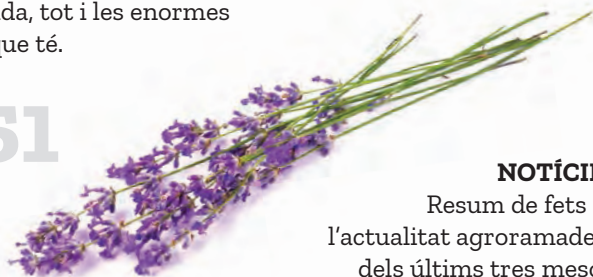 da, tot i les enormes
que té.
51
NOTÍCI
Resum de fets
l'actualitat agroramade
dels últims tres meso